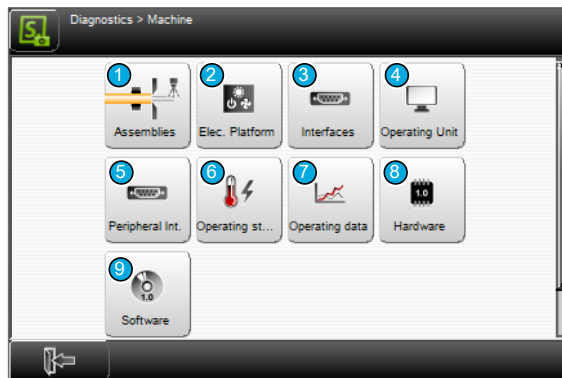 S
Diagnostics > Machine
1 2 3 4
Assemblies Elec. Platform Interfaces Operating Unit
5 6 7 8
1.0
Peripheral Int. Operating st... Operating data Hardware
9
1.0
Software